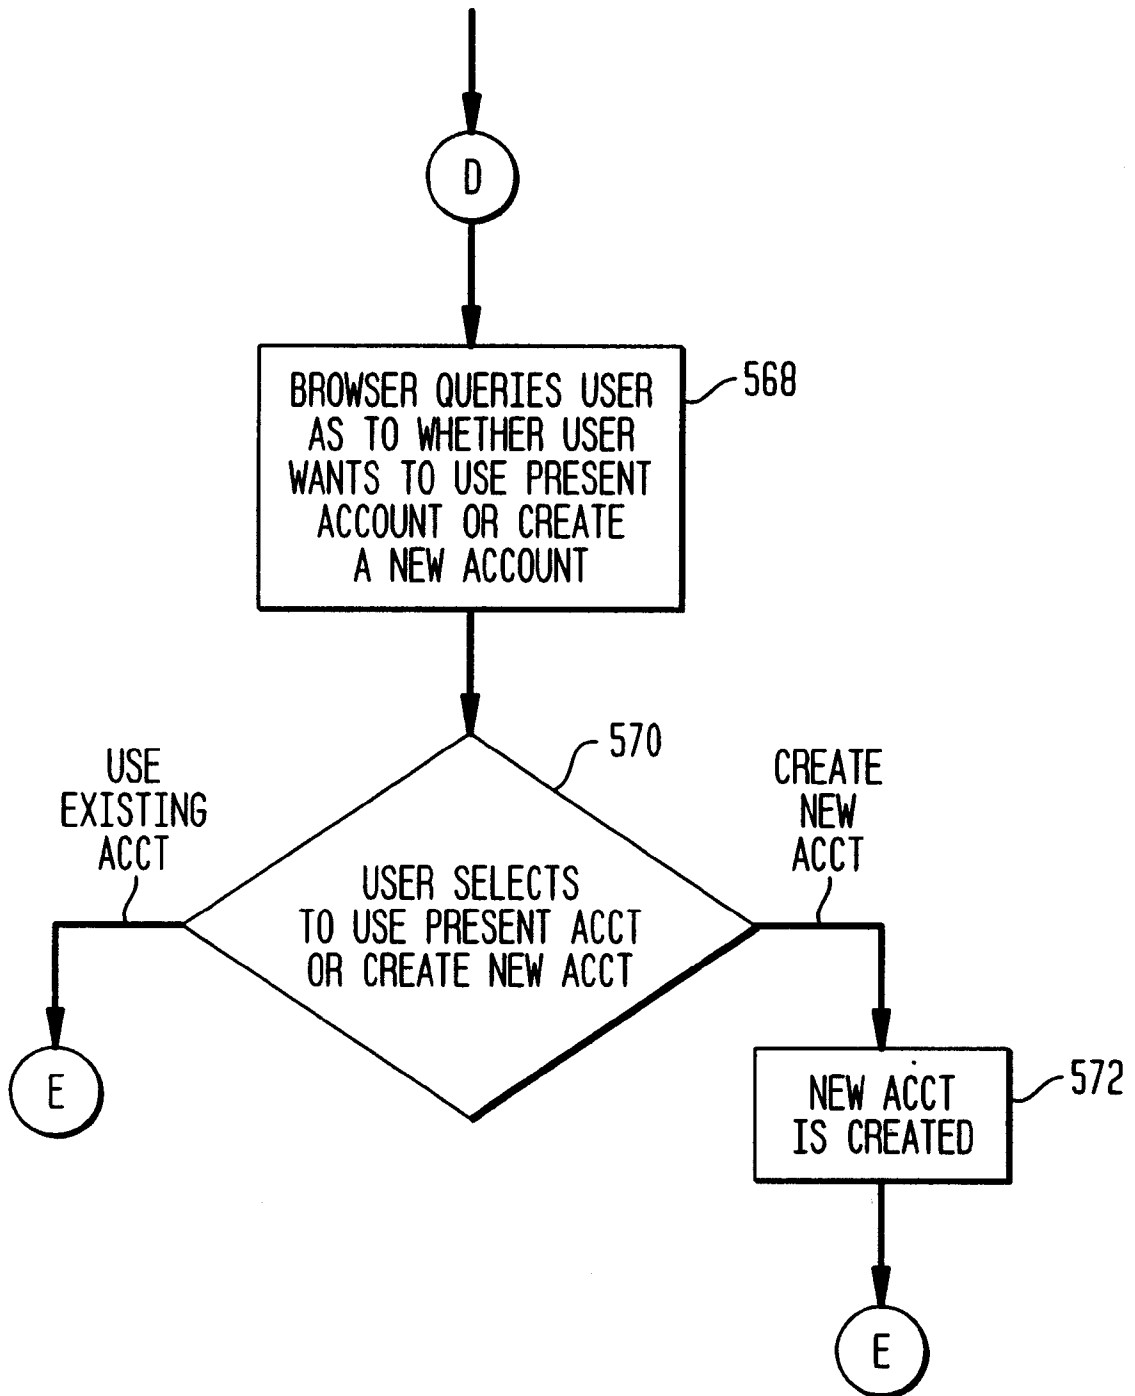 D
BROWSER QUERIES USER
AS TO WHETHER USER
WANTS TO USE PRESENT
ACCOUNT OR CREATE
A NEW ACCOUNT
568
570
USE
EXISTING
ACCT
CREATE
NEW
ACCT
USER SELECTS
TO USE PRESENT ACCT
OR CREATE NEW ACCT
E
NEW ACCT
IS CREATED
572
E